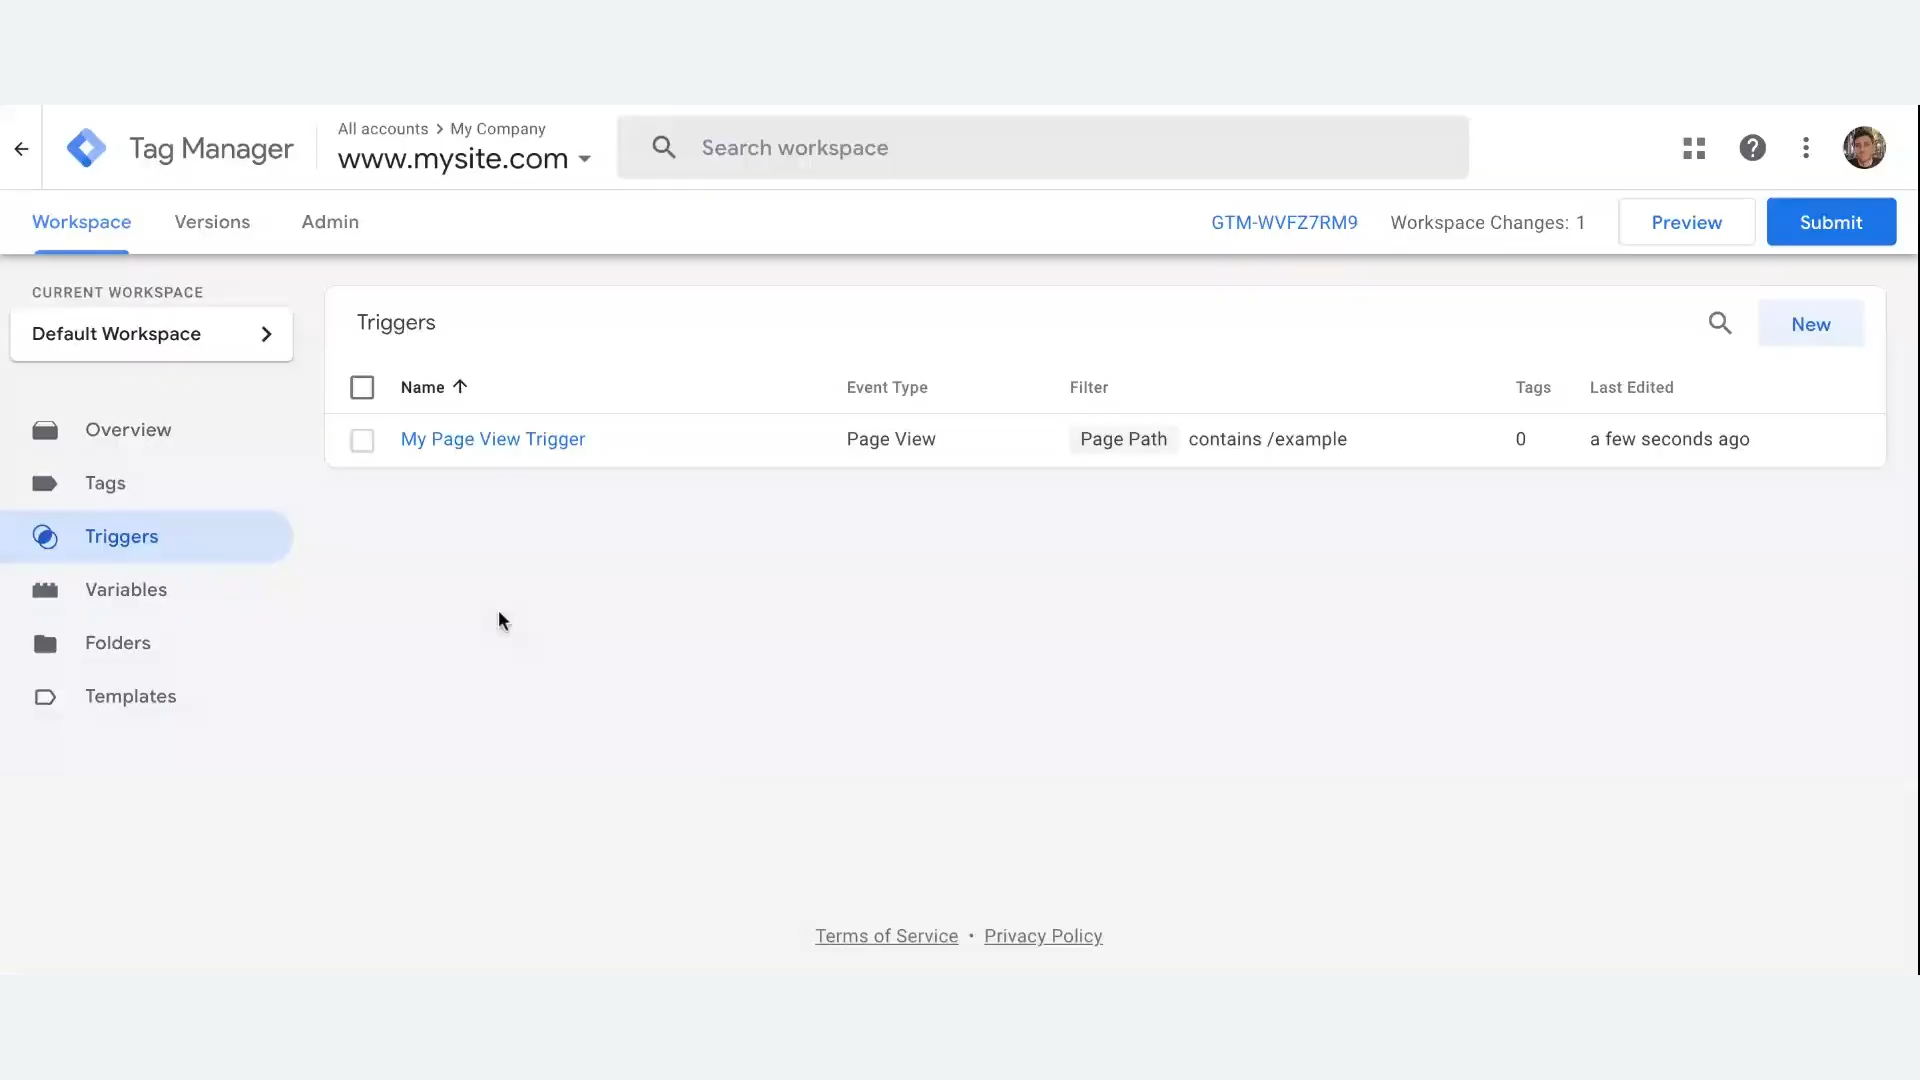 Tag Manager
All accounts > My Company
www.mysite.com
Search workspace
Workspace Versions Admin
GTM-WVFZ7RM9 Workspace Changes: 1 Preview Submit
CURRENT WORKSPACE
Default Workspace
Overview
Tags
Triggers
Variables
Folders
Templates
Triggers
New
Name Event Type Filter Tags Last Edited
My Page View Trigger Page View Page Path contains /example 0 a few seconds ago
Terms of Service • Privacy Policy